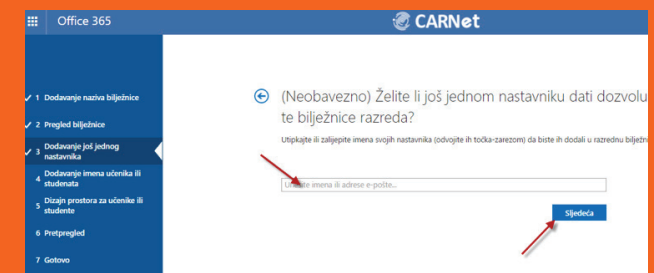 Office 365
CARNet
1 Dodavanje naziva bilježnice
2 Pregled bilježnice
3 Dodavanje još jednog
nastavnika
4 Dodavanje imena učenika ili
studenata
5 Dizajn prostora za učenike ili
studente
6 Pretpregled
7 Gotovo
(Neobavezno) Želite li još jednom nastavniku dati dozvolu
te bilježnice razreda?
Utipkajte ili zalijepite imena svojih nastavnika (odvojite ih točka-zarezom) da biste ih dodali u razrednu bilježn
imena ili adrese e-pošte...
Sljedeća